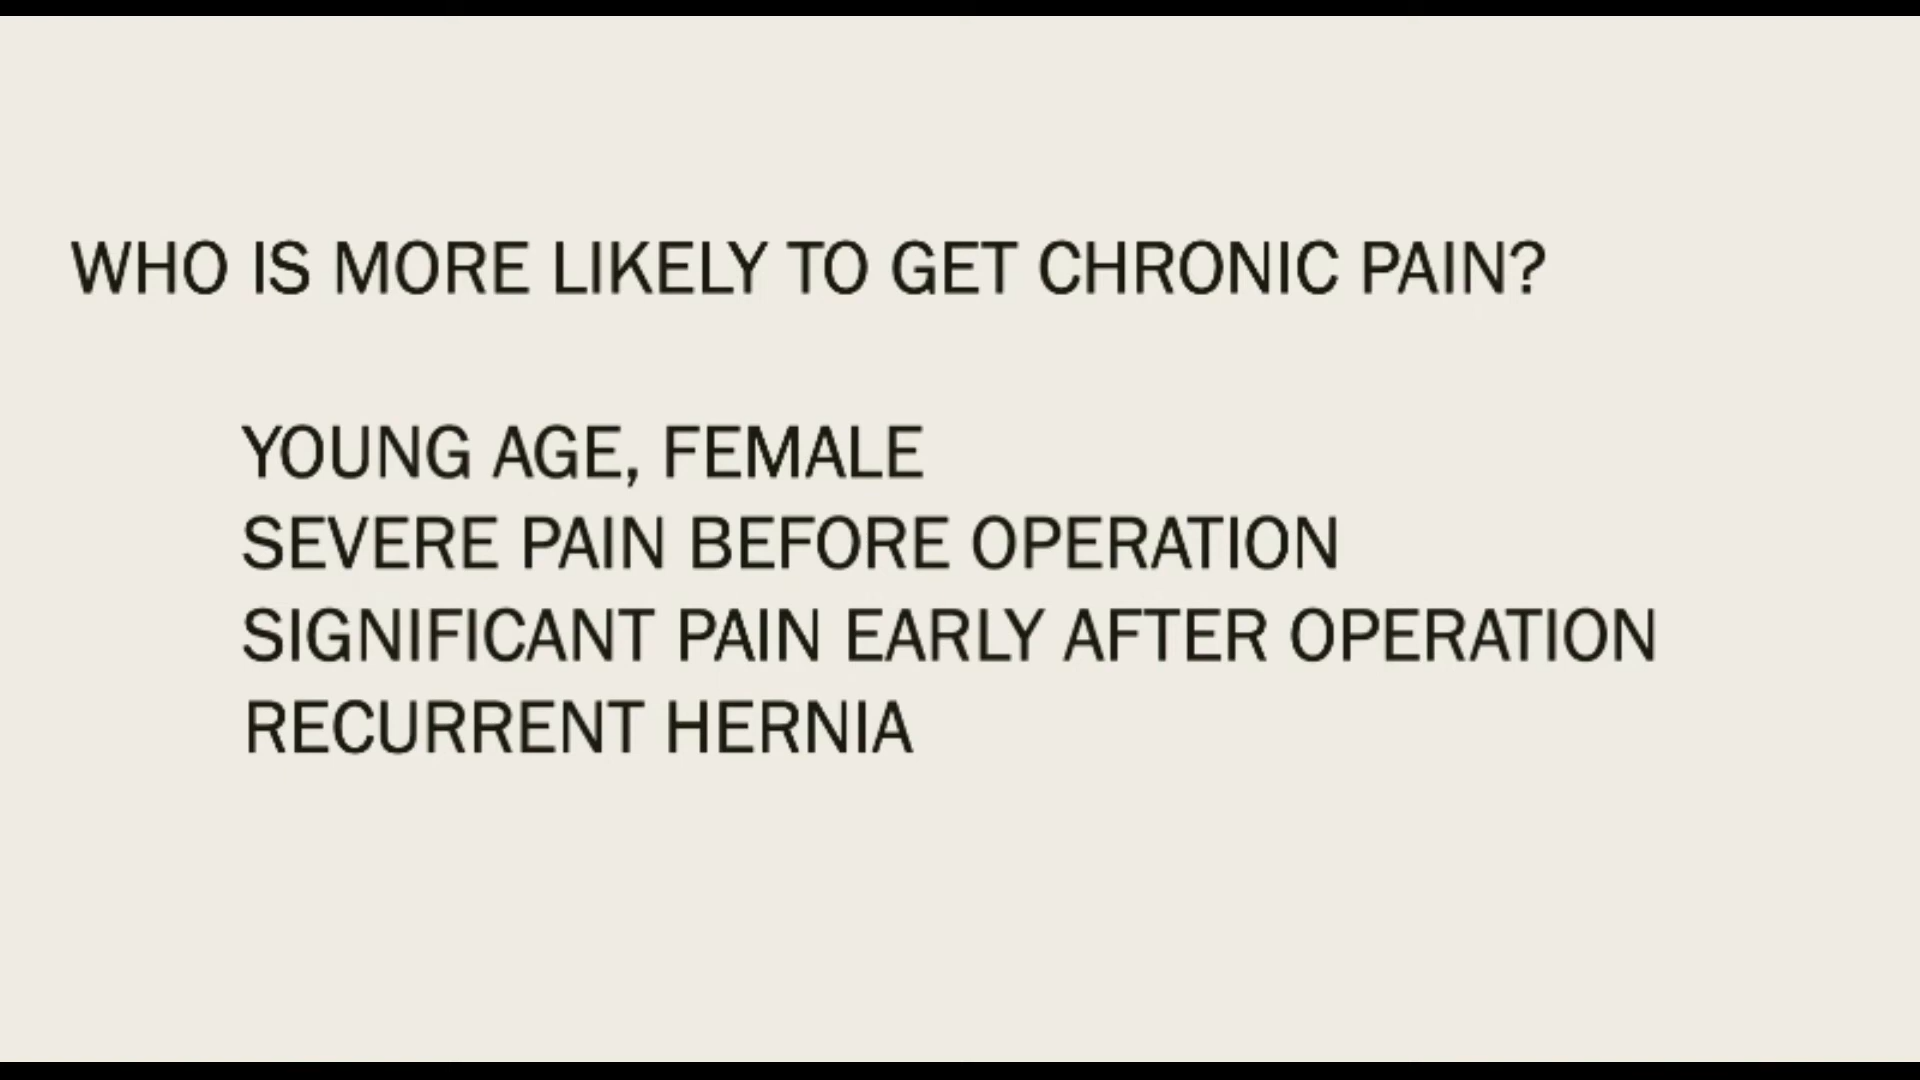 WHO IS MORE LIKELY TO GET CHRONIC PAIN?
YOUNG AGE, FEMALE
SEVERE PAIN BEFORE OPERATION
SIGNIFICANT PAIN EARLY AFTER OPERATION
RECURRENT HERNIA